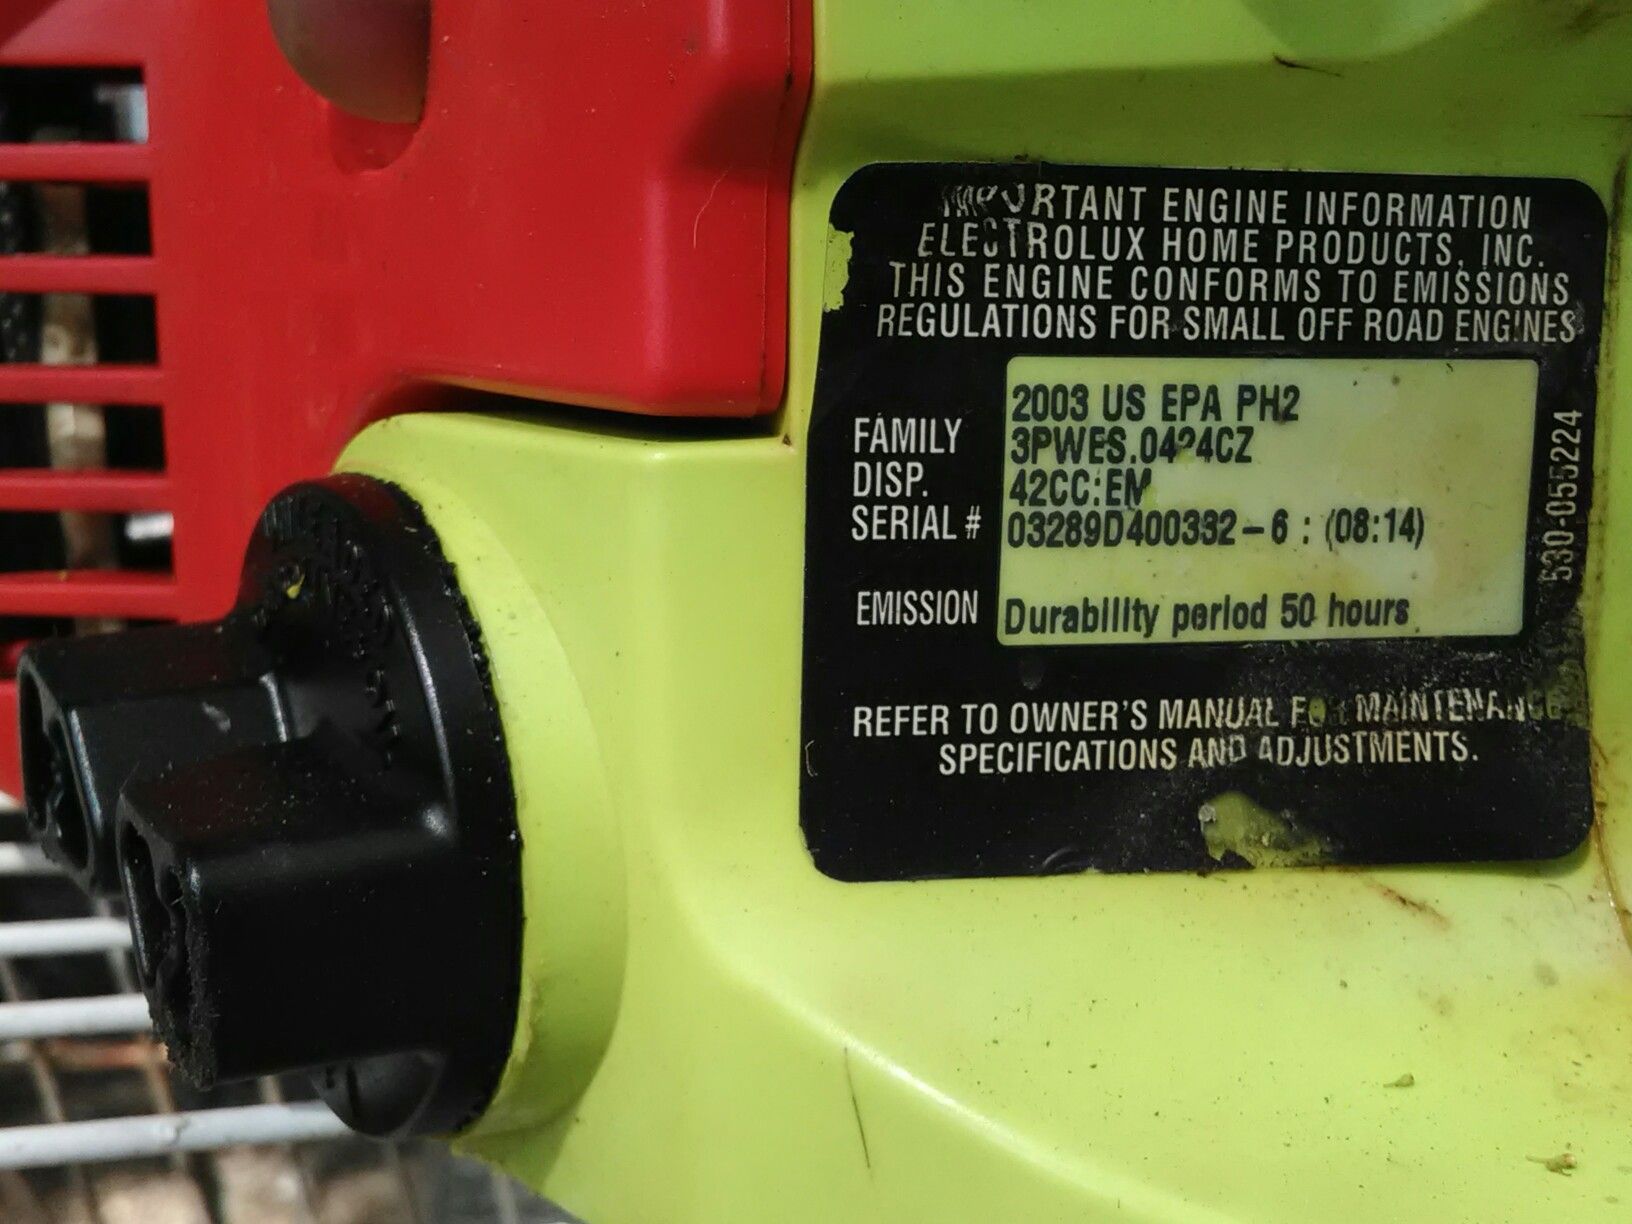 IMPORTANT ENGINE INFORMATION
ELECTROLUX HOME PRODUCTS, INC.
THIS ENGINE CONFORMS TO EMISSIONS
REGULATIONS FOR SMALL OFF ROAD ENGINES
2003 US EPA PH2
FAMILY 3PWES.0424CZ
DISP. 42CC:EM
SERIAL # 03289D400332-6 : (08:14)
EMISSION Durability period 50 hours
REFER TO OWNER'S MANUAL FOR MAINTENANCE
SPECIFICATIONS AND ADJUSTMENTS.
530-055224